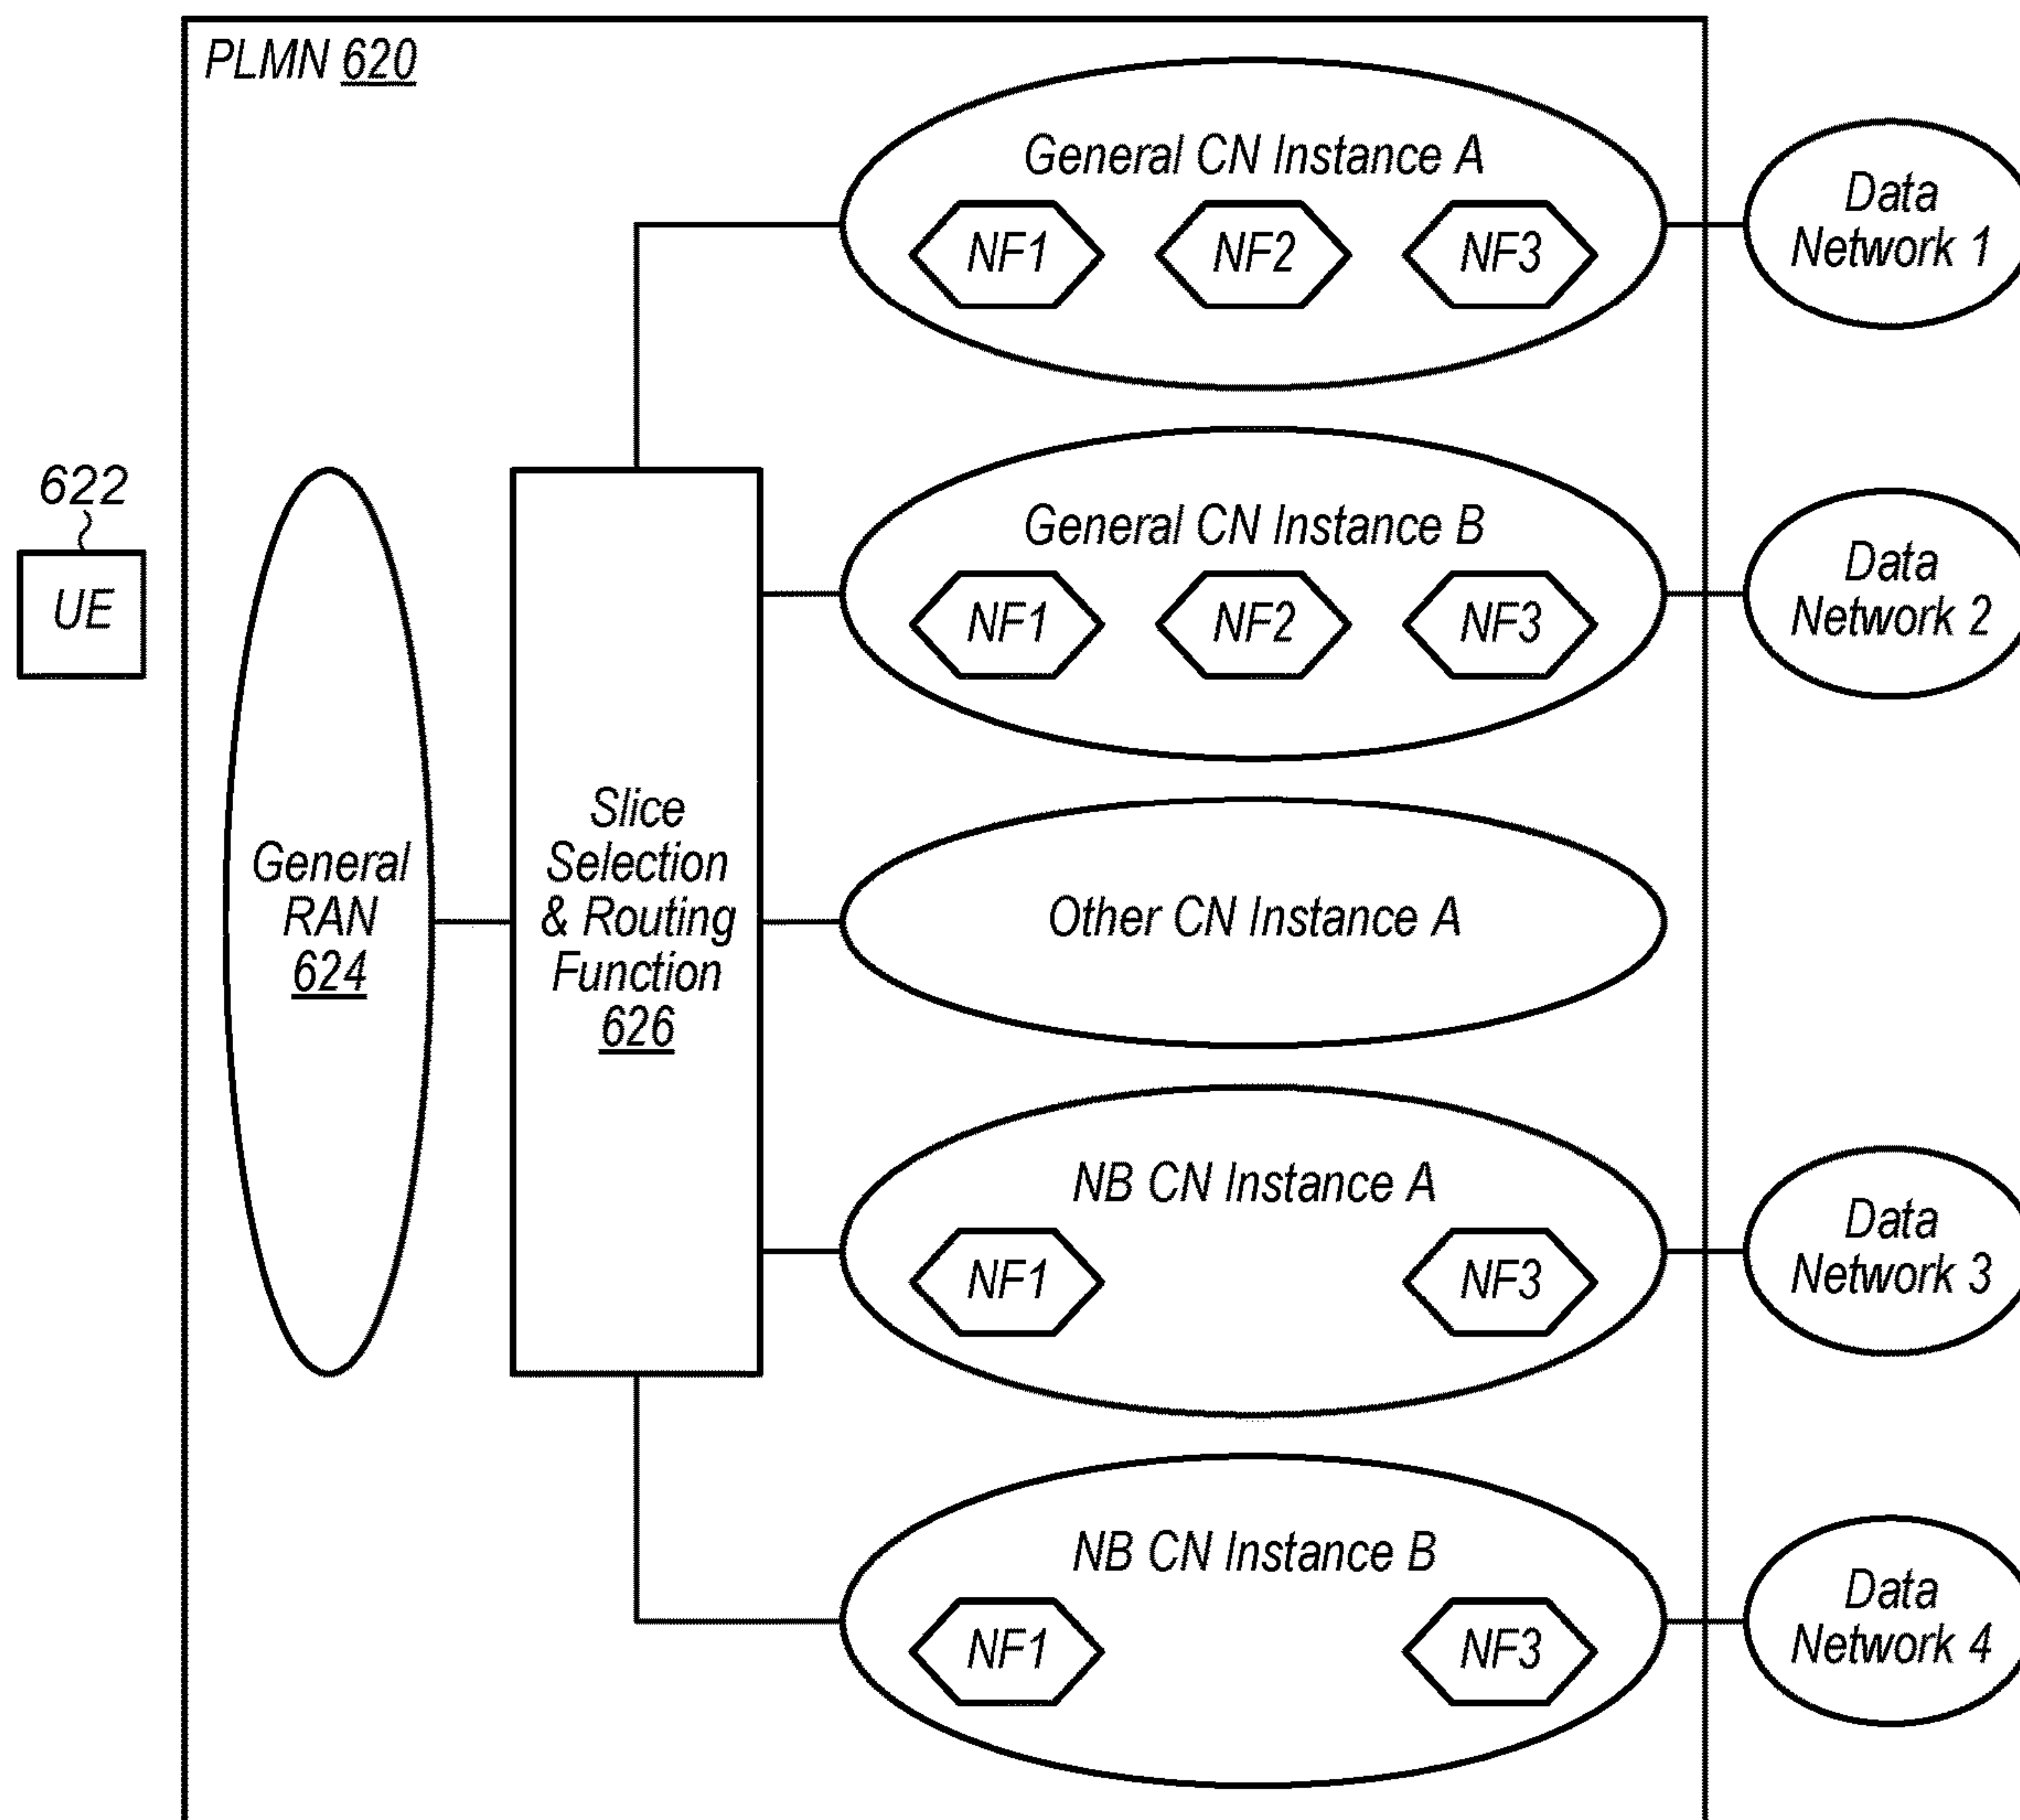 PLMN 620
622
UE
General
RAN
624
Slice
Selection
& Routing
Function
626
General CN Instance A
NF1 NF2 NF3
Data
Network 1
General CN Instance B
NF1 NF2 NF3
Data
Network 2
Other CN Instance A
NB CN Instance A
NF1 NF3
Data
Network 3
NB CN Instance B
NF1 NF3
Data
Network 4